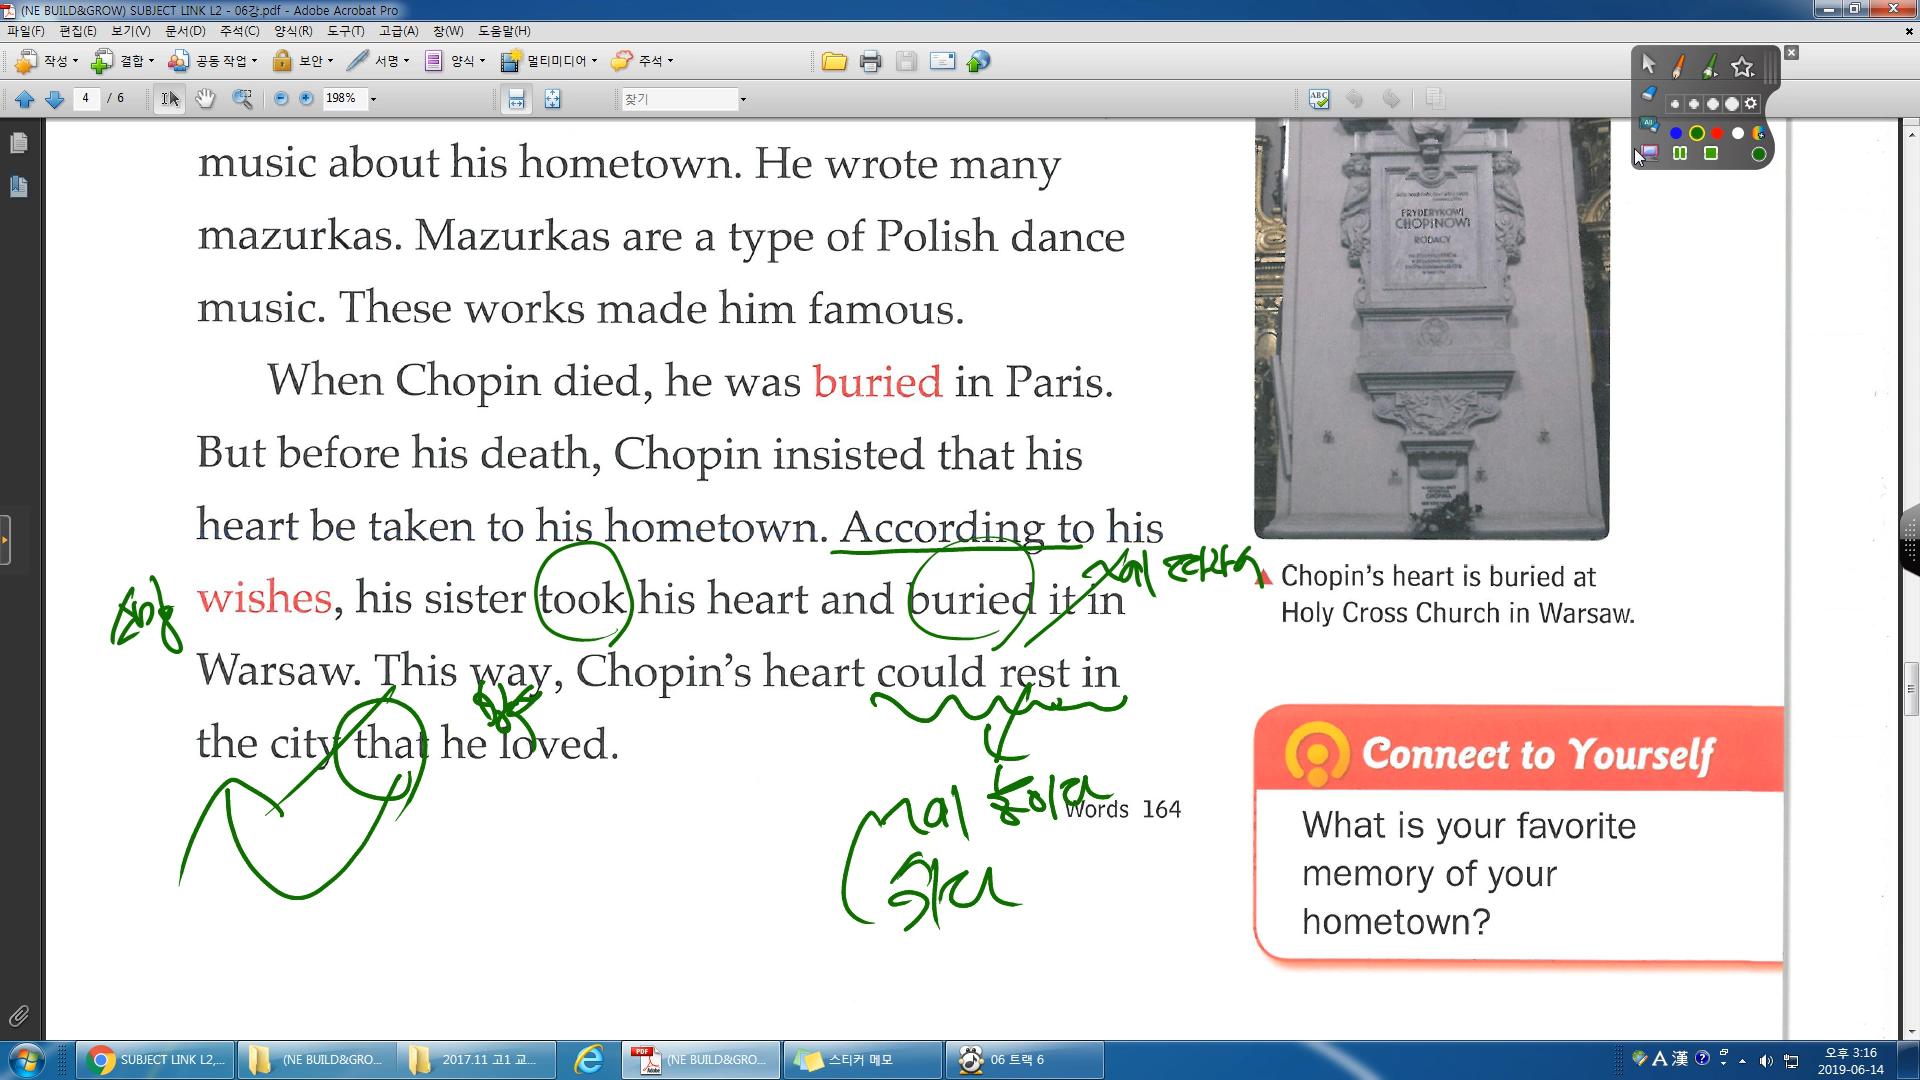 (NE BUILD&GROW) SUBJECT LINK L2 - 06강.pdf - Adobe Acrobat Pro
파일(F) 편집(E) 보기(V) 문서(D) 주석(C) 양식(R) 도구(T) 고급(A) 창(W) 도움말(H)
작성 결합 공동 작업 보안 서명 양식 멀티미디어 주석
4 / 6 198% 찾기
music about his hometown. He wrote many
mazurkas. Mazurkas are a type of Polish dance
music. These works made him famous.
When Chopin died, he was buried in Paris.
But before his death, Chopin insisted that his
heart be taken to his hometown. According to his
wishes, his sister took his heart and buried it in
Warsaw. This way, Chopin's heart could rest in
the city that he loved.
Words 164
FRYDERYKOWI
CHOPINOWI
RODACY
Chopin's heart is buried at
Holy Cross Church in Warsaw.
Connect to Yourself
What is your favorite
memory of your
hometown?
SUBJECT LINK L2,...
(NE BUILD&GRO...
2017.11 고1 교...
(NE BUILD&GRO...
스티커 메모
06 트랙 6
A 漢
오후 3:16
2019-06-14